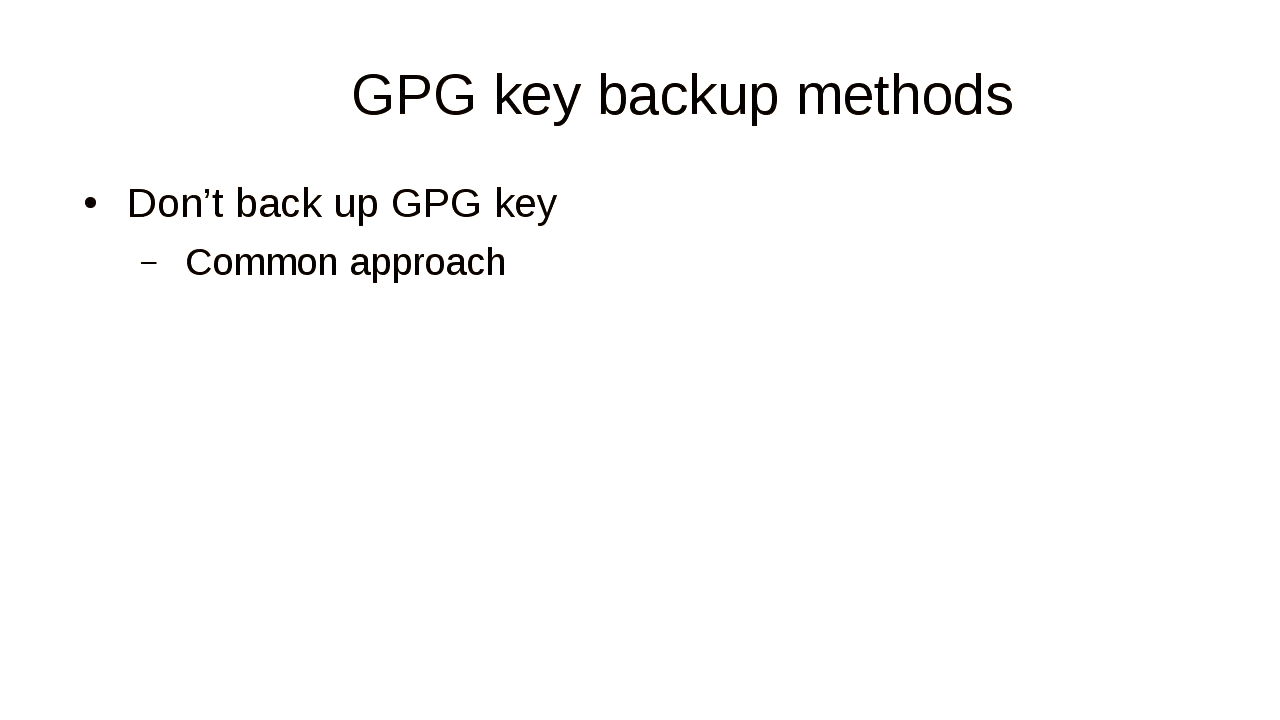 GPG key backup methods
• Don’t back up GPG key
– Common approach